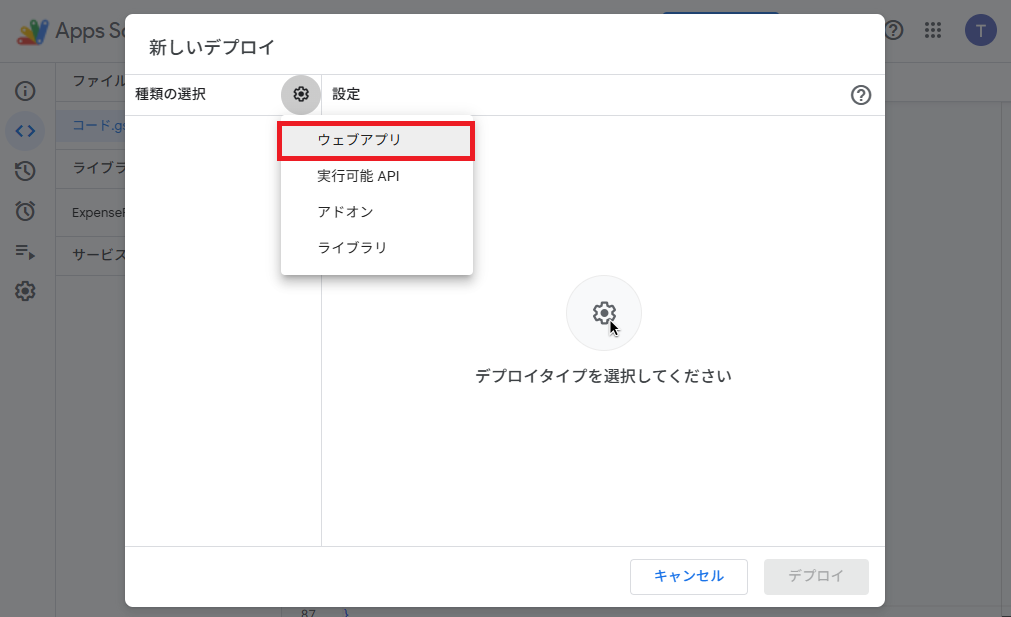 Apps Sc
T
新しいデプロイ
ファイル
種類の選択
設定
コード.gs
ウェブアプリ
ライブラ
実行可能 API
ExpenseF
アドオン
サービス
ライブラリ
デプロイタイプを選択してください
キャンセル
デプロイ
87 }